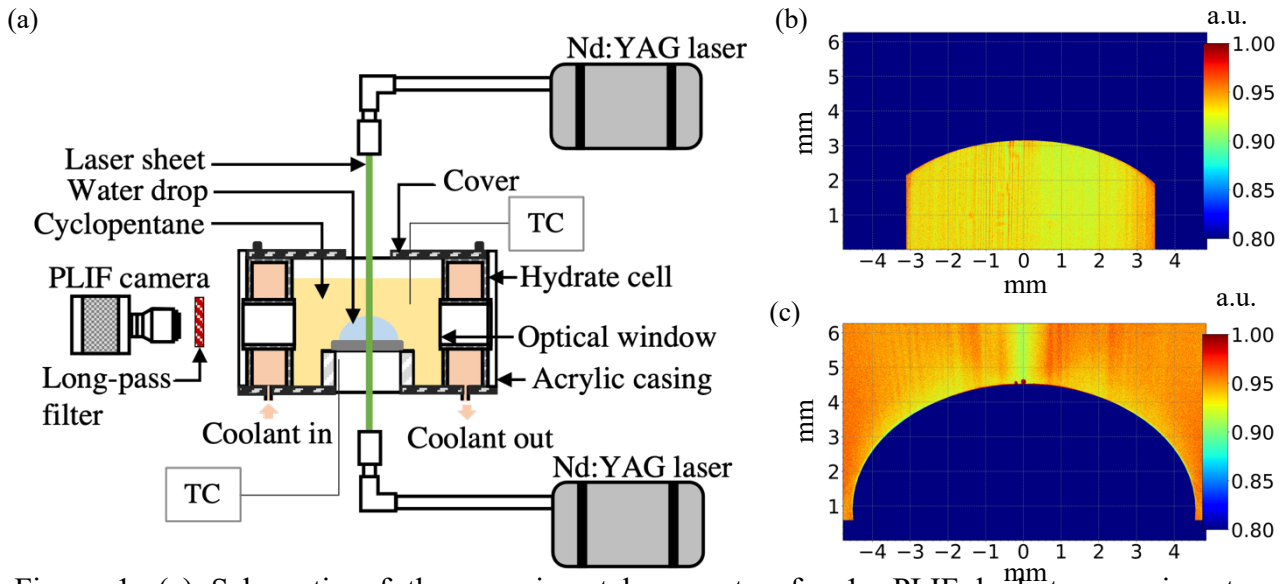 (a)
Nd:YAG laser
Laser sheet
Water drop
Cyclopentane
Cover
TC
PLIF camera
Hydrate cell
Optical window
Acrylic casing
Long-pass
filter
Coolant in
Coolant out
TC
Nd:YAG laser
(b)
a.u.
mm
6
5
4
3
2
1
−4 −3 −2 −1 0 1 2 3 4
mm
1.00
0.95
0.90
0.85
0.80
(c)
a.u.
mm
6
5
4
3
2
1
−4 −3 −2 −1 0 1 2 3 4
mm
1.00
0.95
0.90
0.85
0.80